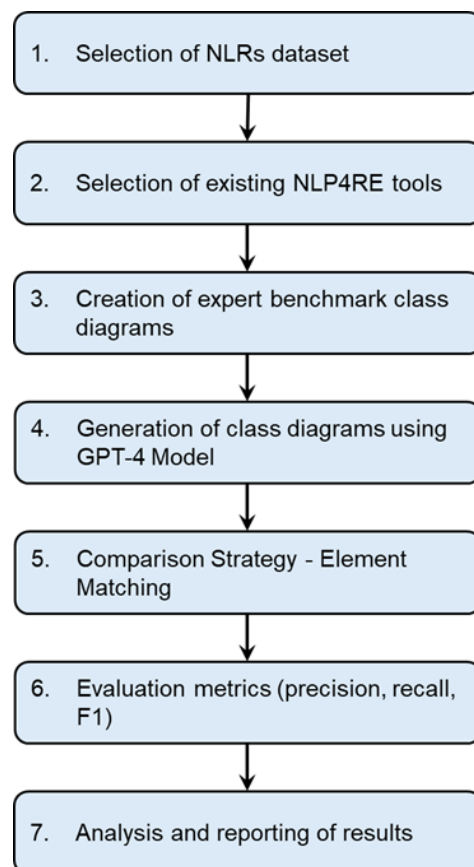 1. Selection of NLRs dataset
2. Selection of existing NLP4RE tools
3. Creation of expert benchmark class
diagrams
4. Generation of class diagrams using
GPT-4 Model
5. Comparison Strategy - Element
Matching
6. Evaluation metrics (precision, recall,
F1)
7. Analysis and reporting of results